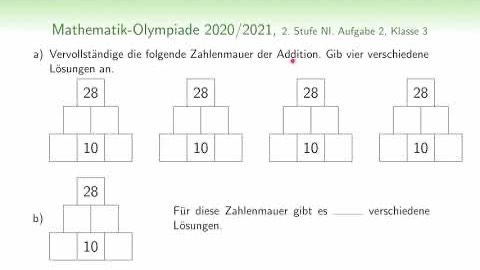 Mathematik-Olympiade 2020/2021, 2. Stufe NI. Aufgabe 2, Klasse 3
a) Vervollständige die folgende Zahlenmauer der Addition. Gib vier verschiedene
Lösungen an.
28 28 28 28
10 10 10 10
28
b) Für diese Zahlenmauer gibt es _____ verschiedene
Lösungen.
10